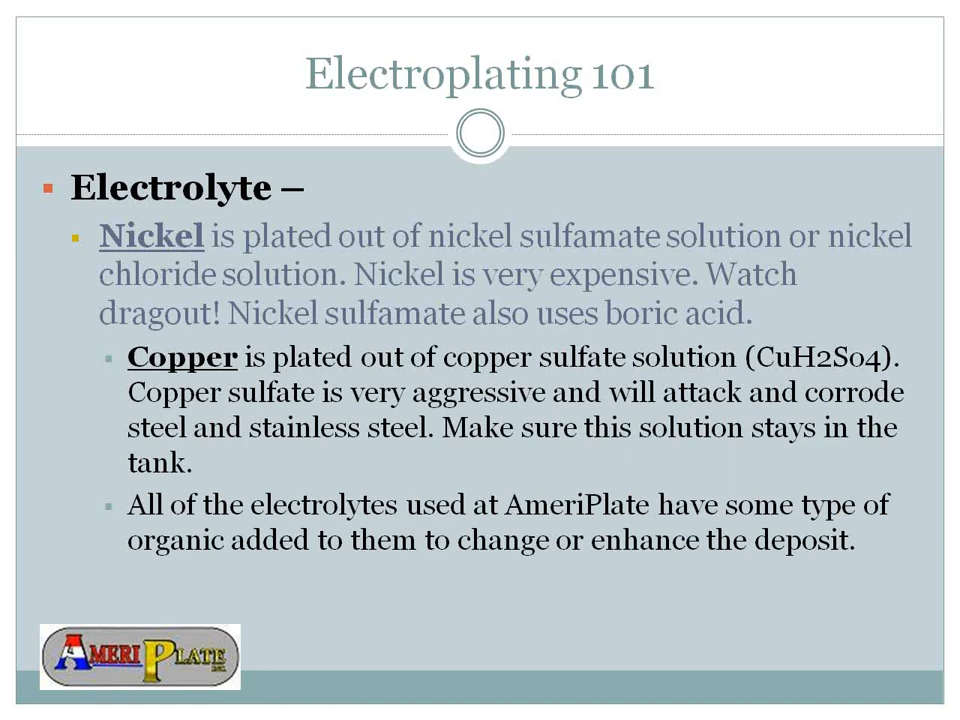 Electroplating 101
▪ Electrolyte –
▪ Nickel is plated out of nickel sulfamate solution or nickel
chloride solution. Nickel is very expensive. Watch
dragout! Nickel sulfamate also uses boric acid.
▪ Copper is plated out of copper sulfate solution (CuH2So4).
Copper sulfate is very aggressive and will attack and corrode
steel and stainless steel. Make sure this solution stays in the
tank.
▪ All of the electrolytes used at AmeriPlate have some type of
organic added to them to change or enhance the deposit.
AMERI PLATE INC.